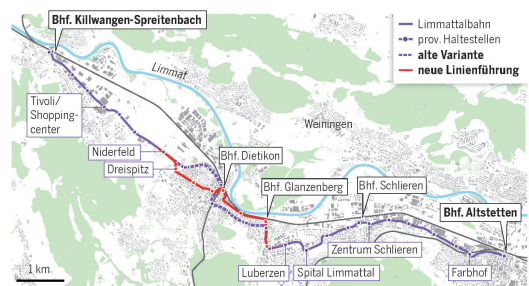 Bhf. Killwangen-Spreitenbach
Limmattalbahn
prov. Haltestellen
alte Variante
neue Linienführung
Limmat
Tivoli/
Shopping-
center
Weiningen
Niderfeld
Bhf. Dietikon
Dreispitz
Bhf. Glanzenberg
Bhf. Schlieren
Bhf. Altstetten
Zentrum Schlieren
1 km
Luberzen
Spital Limmattal
Farbhof